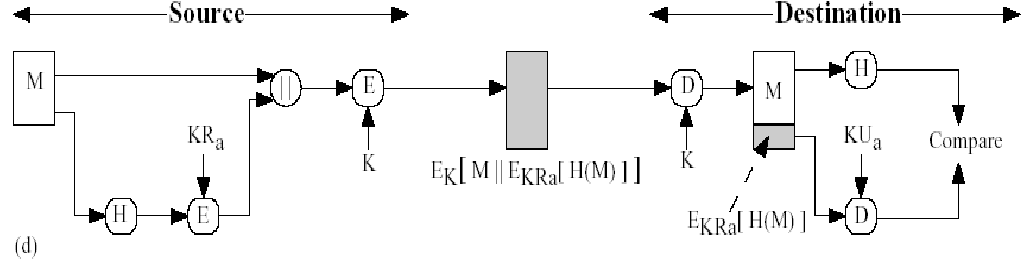 Source
Destination
M
||
E
K
H
KRa
E
EK[ M || EKRa[ H(M) ] ]
D
K
M
H
KUa
D
Compare
EKRa[ H(M) ]
(d)